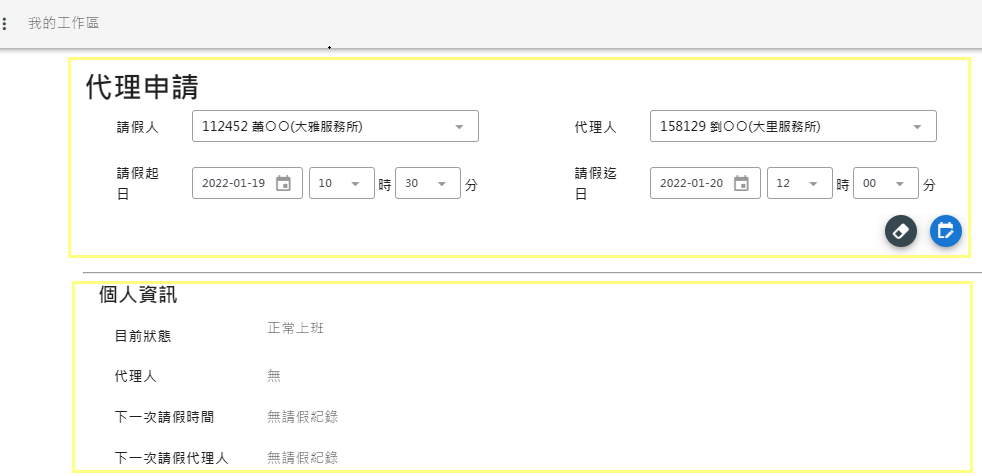 我的工作區
代理申請
請假人 112452 蕭〇〇(大雅服務所) 代理人 158129 劉〇〇(大里服務所)
請假起日 2022-01-19 10 時 30 分 請假迄日 2022-01-20 12 時 00 分
個人資訊
目前狀態 正常上班
代理人 無
下一次請假時間 無請假紀錄
下一次請假代理人 無請假紀錄